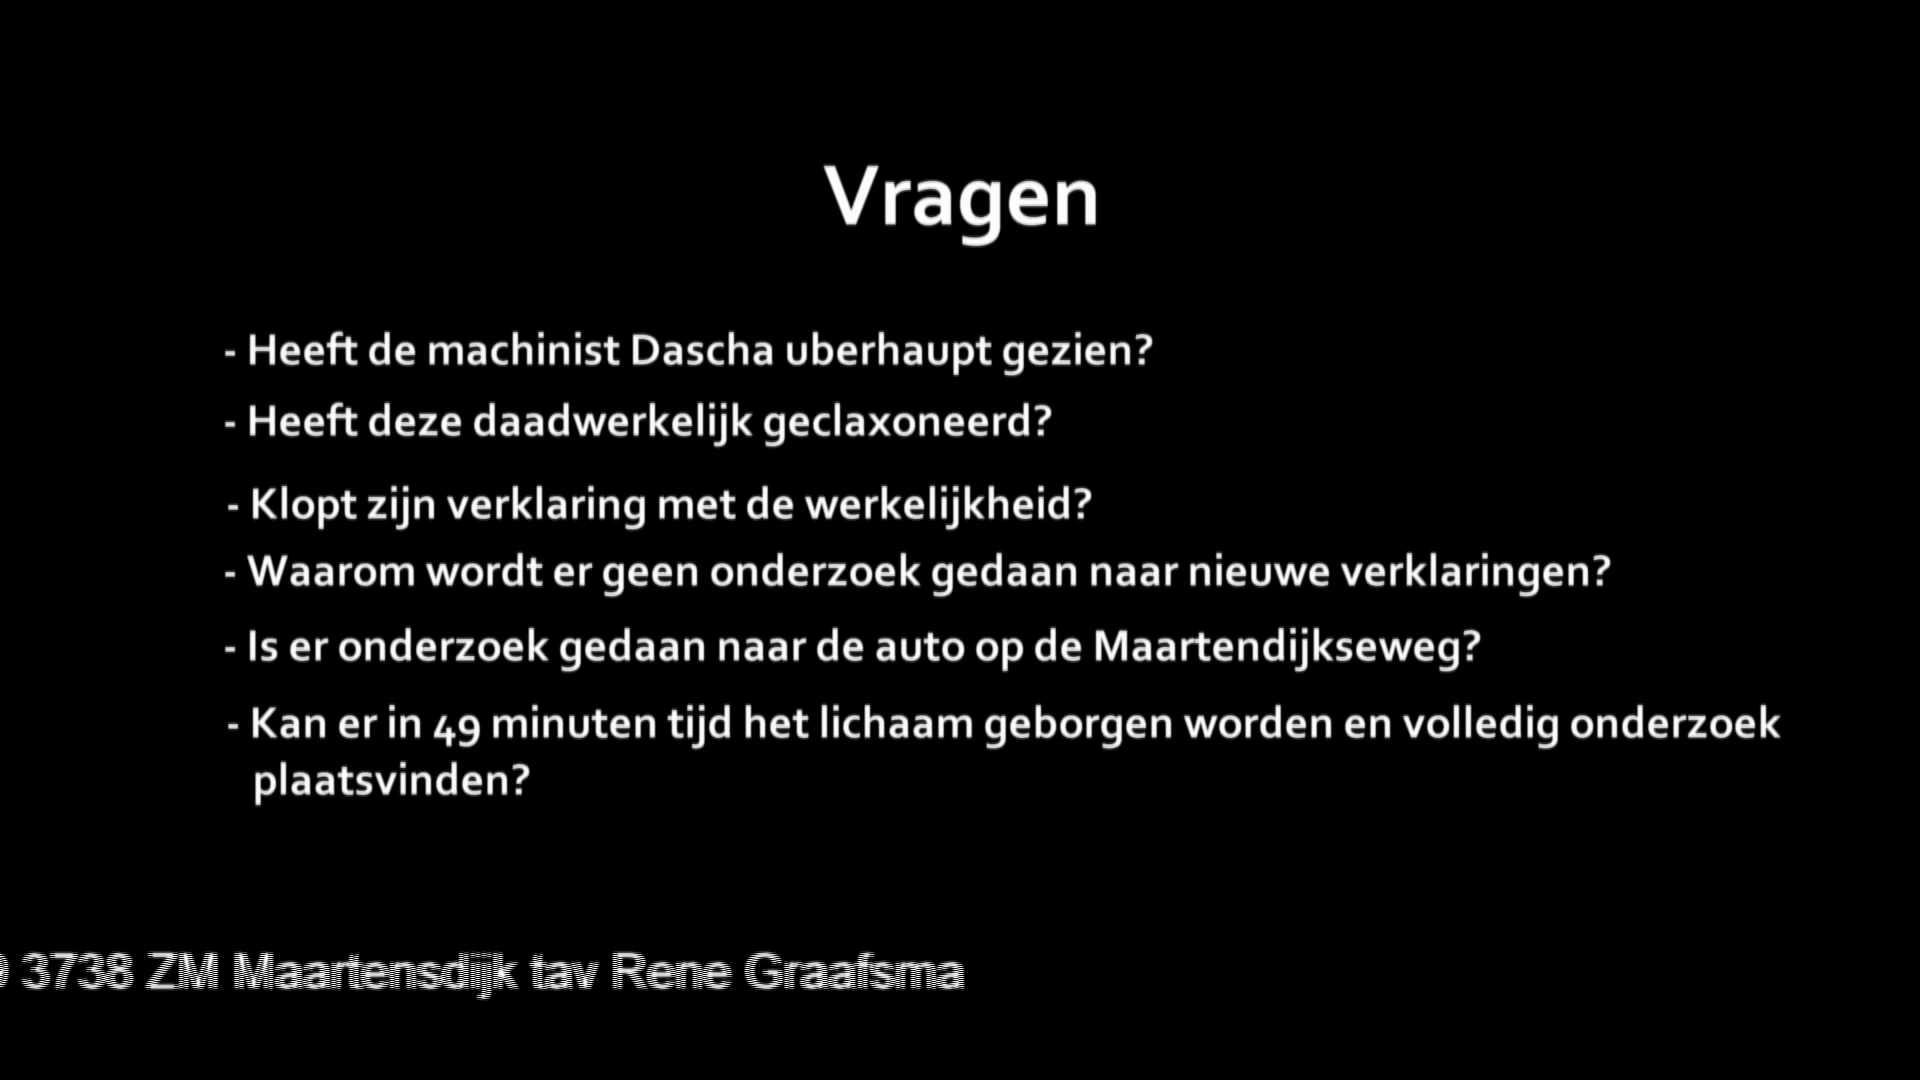 Vragen
- Heeft de machinist Dascha uberhaupt gezien?
- Heeft deze daadwerkelijk geclaxoneerd?
- Klopt zijn verklaring met de werkelijkheid?
- Waarom wordt er geen onderzoek gedaan naar nieuwe verklaringen?
- Is er onderzoek gedaan naar de auto op de Maartendijkseweg?
- Kan er in 49 minuten tijd het lichaam geborgen worden en volledig onderzoek
plaatsvinden?
3738 ZM Maartensdijk tav Rene Graafsma